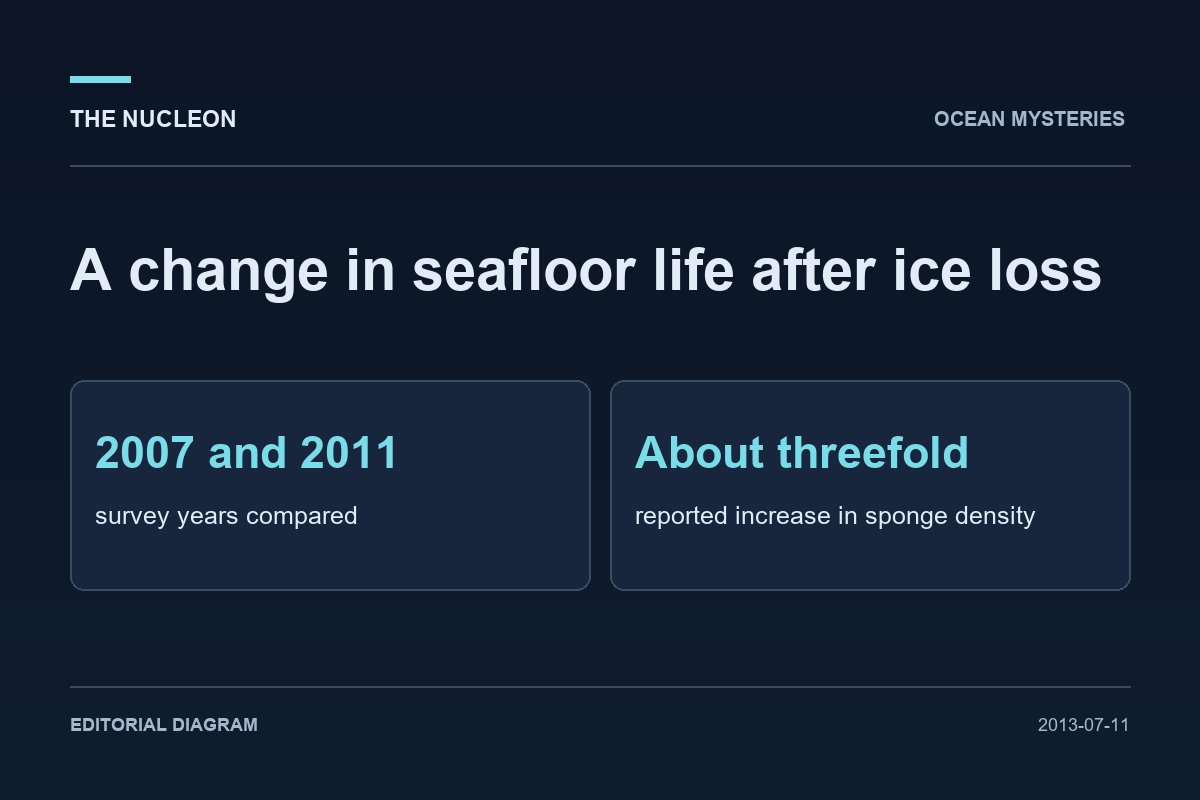 THE NUCLEON
OCEAN MYSTERIES
A change in seafloor life after ice loss
2007 and 2011
survey years compared
About threefold
reported increase in sponge density
EDITORIAL DIAGRAM
2013-07-11